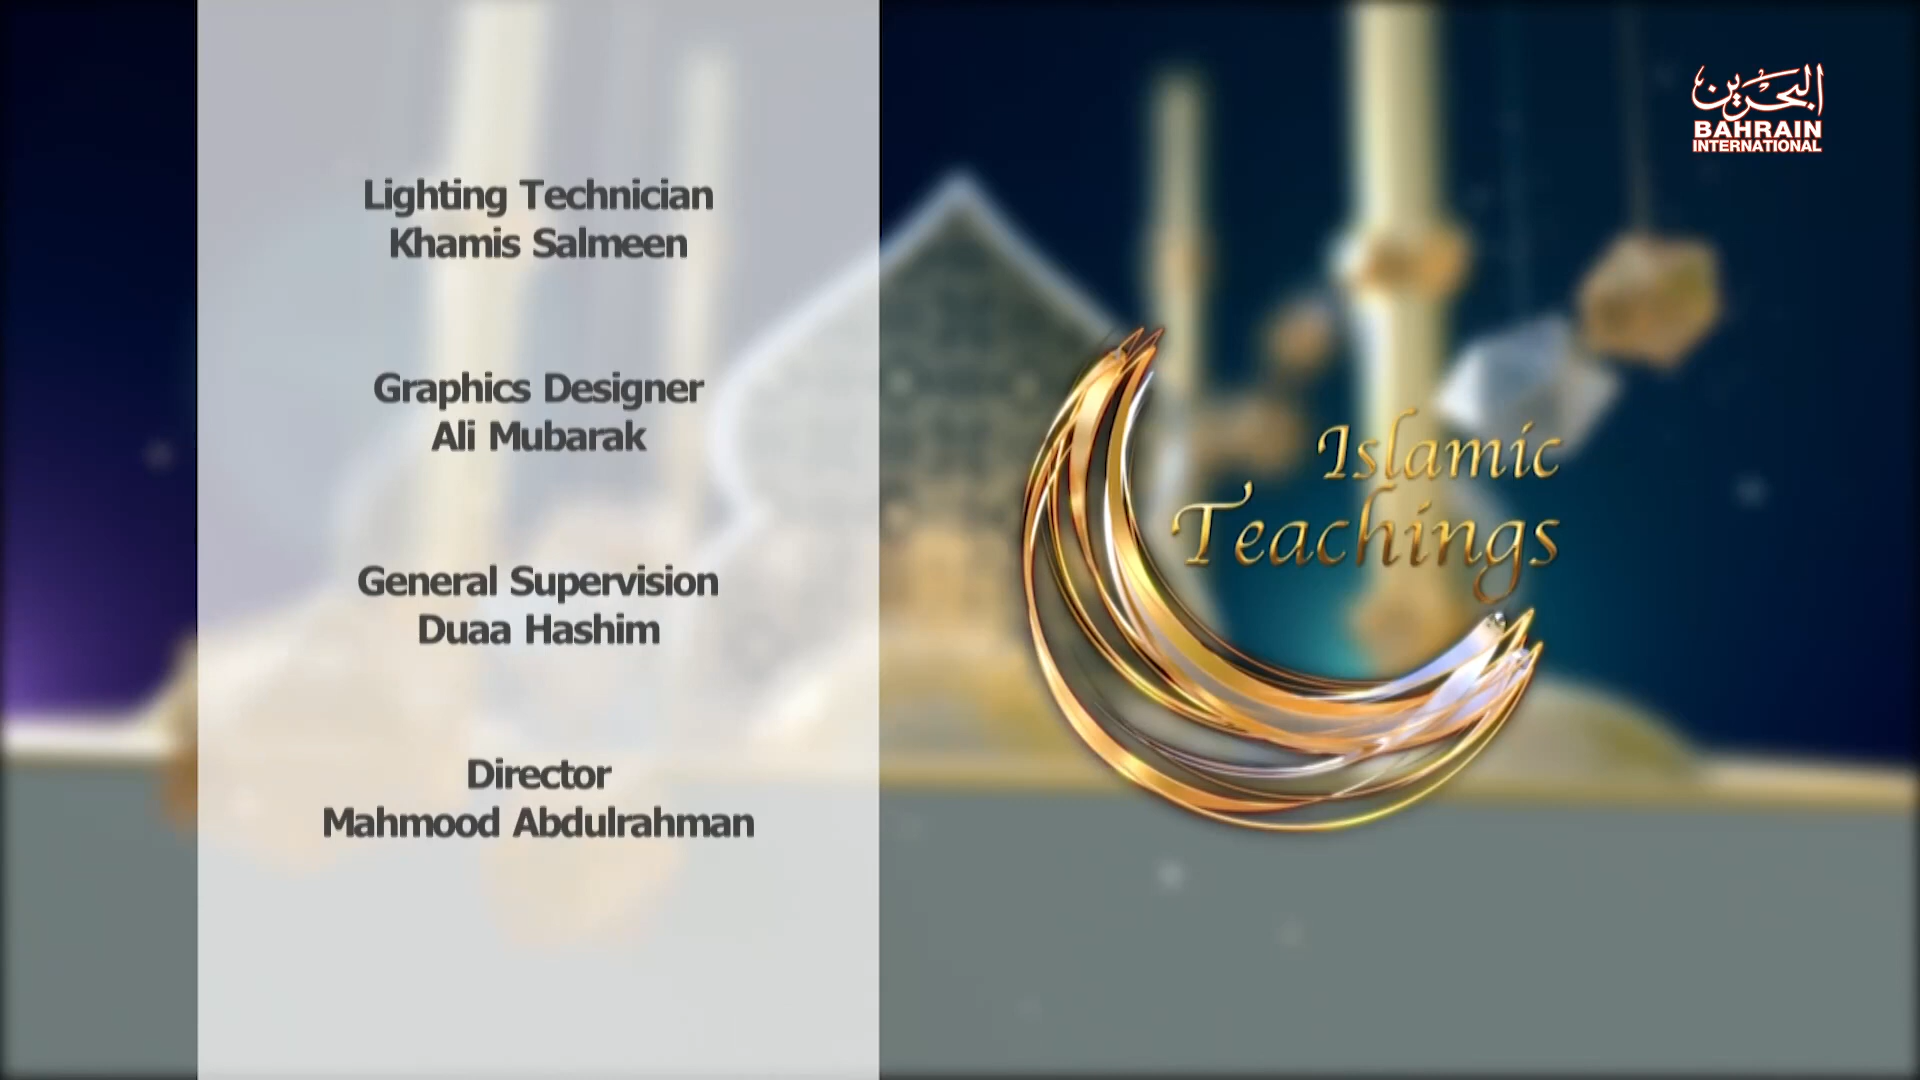 Lighting Technician
Khamis Salmeen
Graphics Designer
Ali Mubarak
General Supervision
Duaa Hashim
Director
Mahmood Abdulrahman
Islamic
Teachings
البحرين
BAHRAIN
INTERNATIONAL